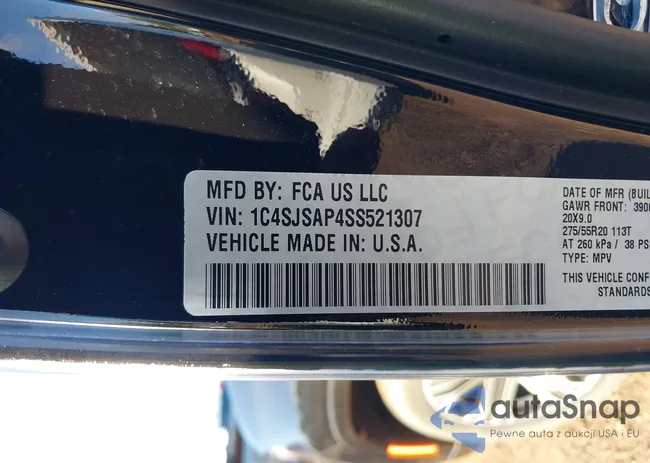 MFD BY: FCA US LLC
VIN: 1C4SJSAP4SS521307
VEHICLE MADE IN: U.S.A.
DATE OF MFR (BUIL
GAWR FRONT: 390
20X9.0
275/55R20 113T
AT 260 kPa / 38 PS
TYPE: MPV
THIS VEHICLE CONF
STANDARDS
autoSnap
Pewne auta z aukcji USA i EU